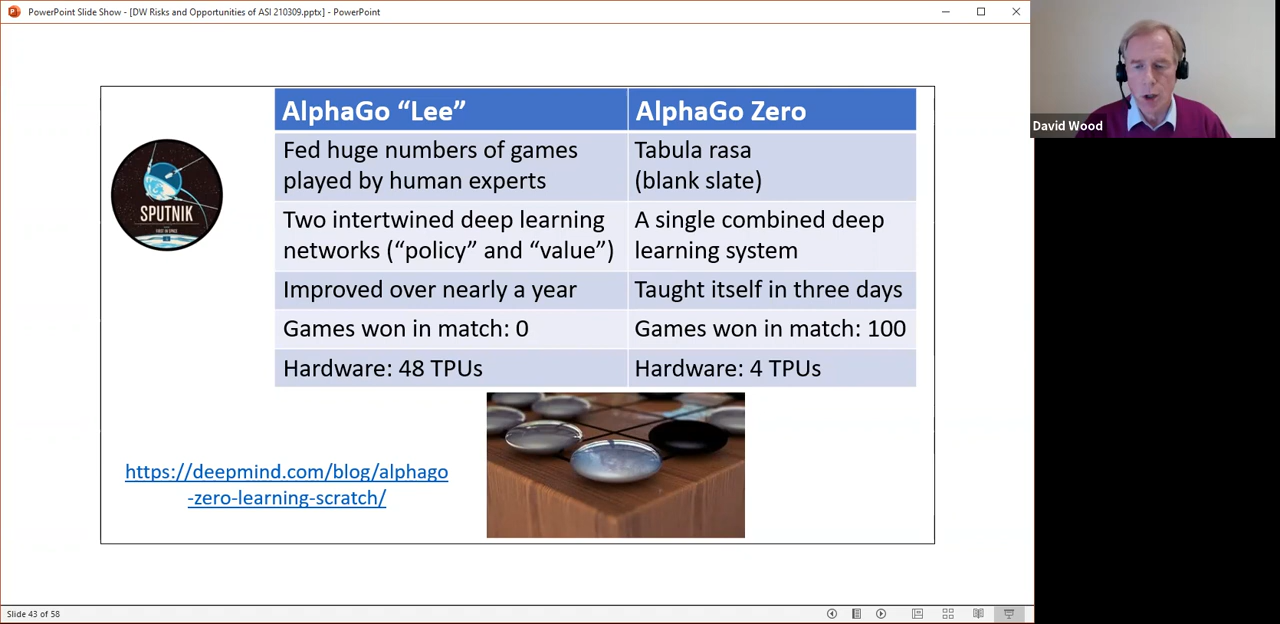 PowerPoint Slide Show - [DW Risks and Opportunities of ASI 210309.pptx] - PowerPoint
David Wood
AlphaGo “Lee”
AlphaGo Zero
Fed huge numbers of games
played by human experts
Tabula rasa
(blank slate)
Two intertwined deep learning
networks (“policy” and “value”)
A single combined deep
learning system
Improved over nearly a year
Taught itself in three days
Games won in match: 0
Games won in match: 100
Hardware: 48 TPUs
Hardware: 4 TPUs
SPUTNIK
https://deepmind.com/blog/alphago
-zero-learning-scratch/
Slide 43 of 58